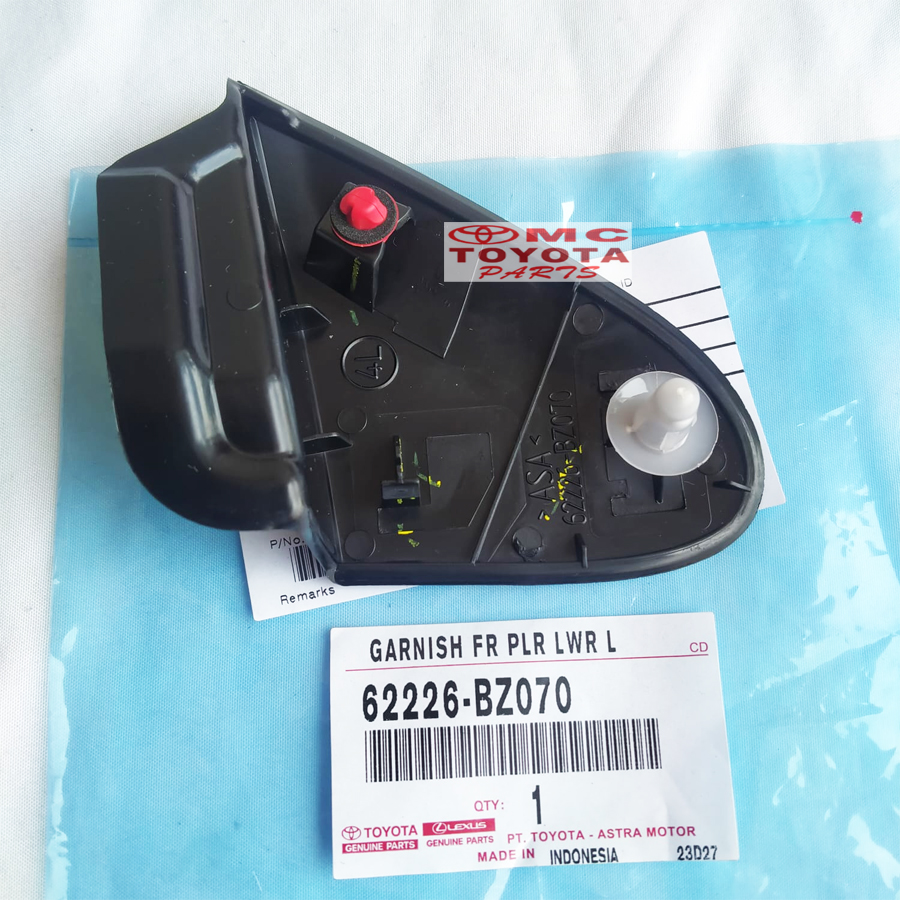 MC
TOYOTA
PARTS
4L
>ASA<
62226-BZ070
P/No.
Remarks
GARNISH FR PLR LWR L
CD
62226-BZ070
QTY: 1
TOYOTA
GENUINE PARTS
LEXUS
GENUINE PARTS
PT. TOYOTA - ASTRA MOTOR
MADE IN INDONESIA 23D27